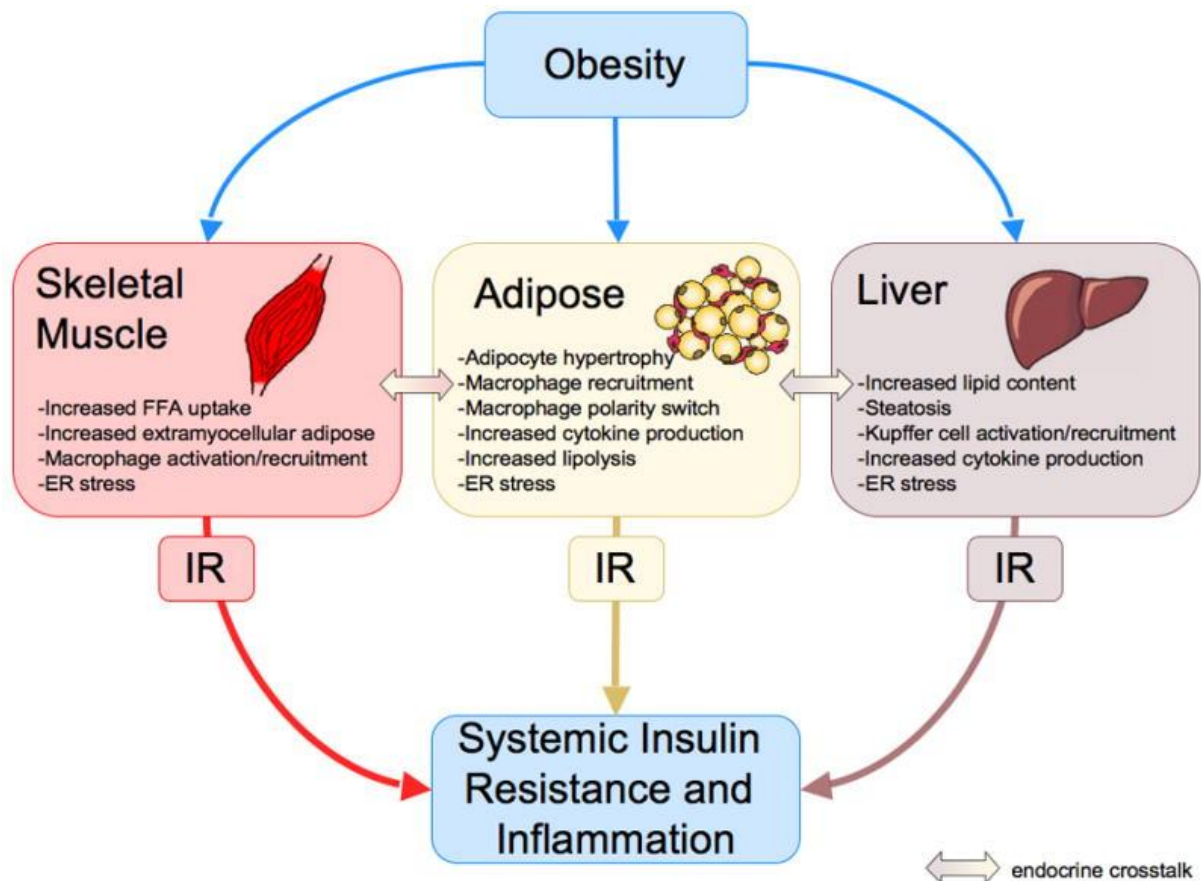 Obesity
Skeletal
Muscle
-Increased FFA uptake
-Increased extramyocellular adipose
-Macrophage activation/recruitment
-ER stress
Adipose
-Adipocyte hypertrophy
-Macrophage recruitment
-Macrophage polarity switch
-Increased cytokine production
-Increased lipolysis
-ER stress
Liver
-Increased lipid content
-Steatosis
-Kupffer cell activation/recruitment
-Increased cytokine production
-ER stress
IR
IR
IR
Systemic Insulin
Resistance and
Inflammation
endocrine crosstalk